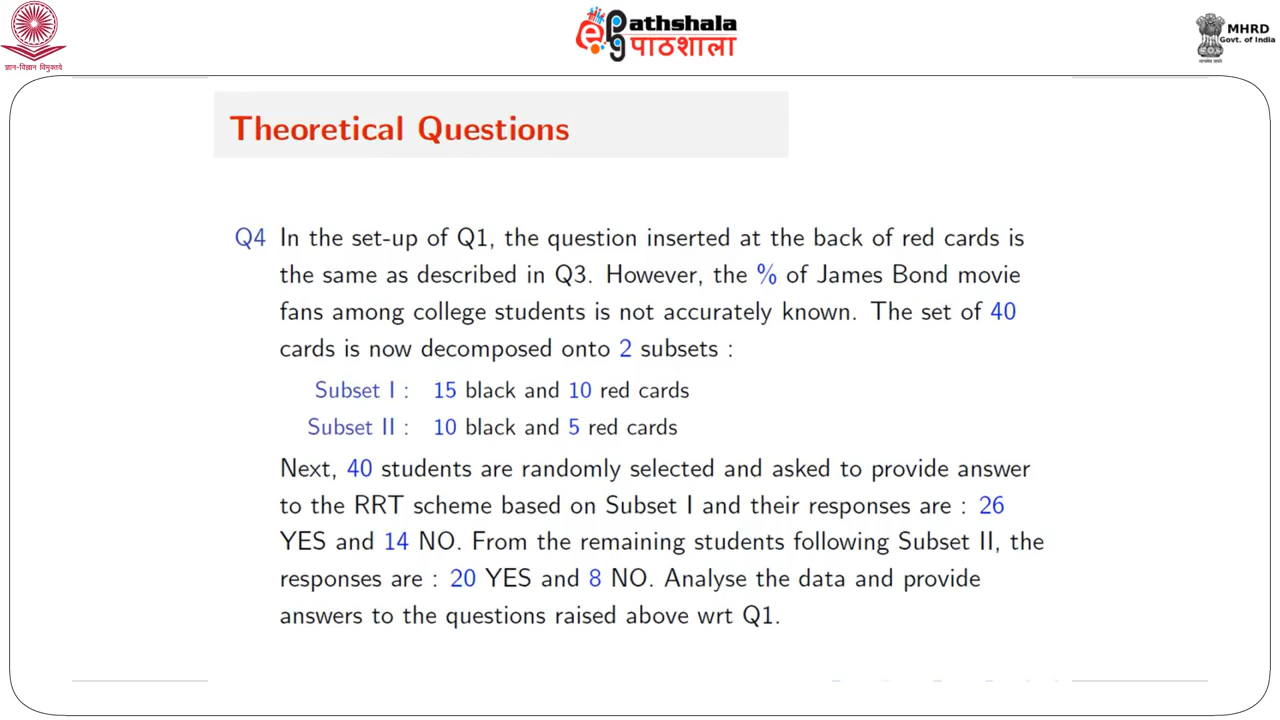 ज्ञान-विज्ञान विमुक्तये
ePathshala
pg पाठशाला
MHRD
Govt. of India
सत्यमेव जयते
Theoretical Questions
Q4 In the set-up of Q1, the question inserted at the back of red cards is
the same as described in Q3. However, the % of James Bond movie
fans among college students is not accurately known. The set of 40
cards is now decomposed onto 2 subsets :
Subset I : 15 black and 10 red cards
Subset II : 10 black and 5 red cards
Next, 40 students are randomly selected and asked to provide answer
to the RRT scheme based on Subset I and their responses are : 26
YES and 14 NO. From the remaining students following Subset II, the
responses are : 20 YES and 8 NO. Analyse the data and provide
answers to the questions raised above wrt Q1.